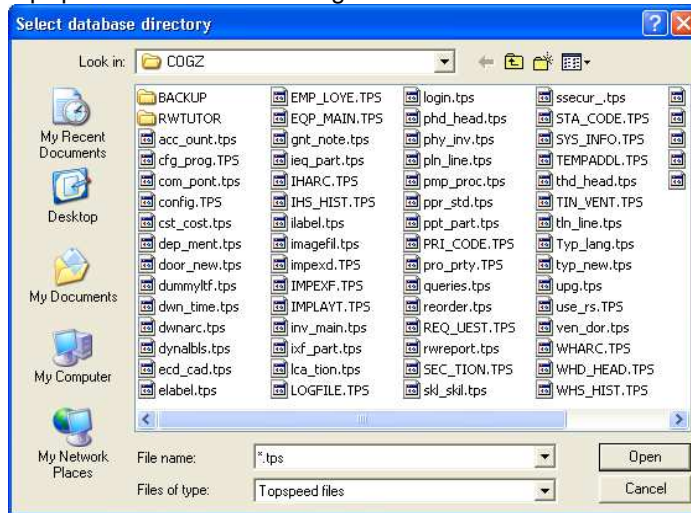 Select database directory
Look in: COGZ
My Recent
Documents
Desktop
My Documents
My Computer
My Network
Places
BACKUP
RWTUTOR
acc_ount.tps
cfg_prog.TPS
com_pont.tps
config.TPS
cst_cost.tps
dep_ment.tps
door_new.tps
dummyltf.tps
dwn_time.tps
dwnarc.tps
dynalbls.tps
ecd_cad.tps
elabel.tps
EMP_LOYE.TPS
EQP_MAIN.TPS
gnt_note.tps
ieq_part.tps
IHARC.TPS
IHS_HIST.TPS
ilabel.tps
imagefil.tps
impexd.TPS
IMPEXF.TPS
IMPLAYT.TPS
inv_main.tps
ixf_part.tps
lca_tion.tps
LOGFILE.TPS
login.tps
phd_head.tps
phy_inv.tps
pln_line.tps
pmp_proc.tps
ppr_std.tps
ppt_part.tps
PRI_CODE.TPS
pro_prty.TPS
queries.tps
reorder.tps
REQ_UEST.TPS
rwreport.tps
SEC_TION.TPS
skl_skil.tps
ssecur_.tps
STA_CODE.TPS
SYS_INFO.TPS
TEMPADDL.TPS
thd_head.tps
TIN_VENT.TPS
tln_line.tps
Typ_lang.tps
typ_new.tps
upg.tps
use_rs.TPS
ven_dor.tps
WHARC.TPS
WHD_HEAD.TPS
WHS_HIST.TPS
File name: *.tps Open
Files of type: Topspeed files Cancel